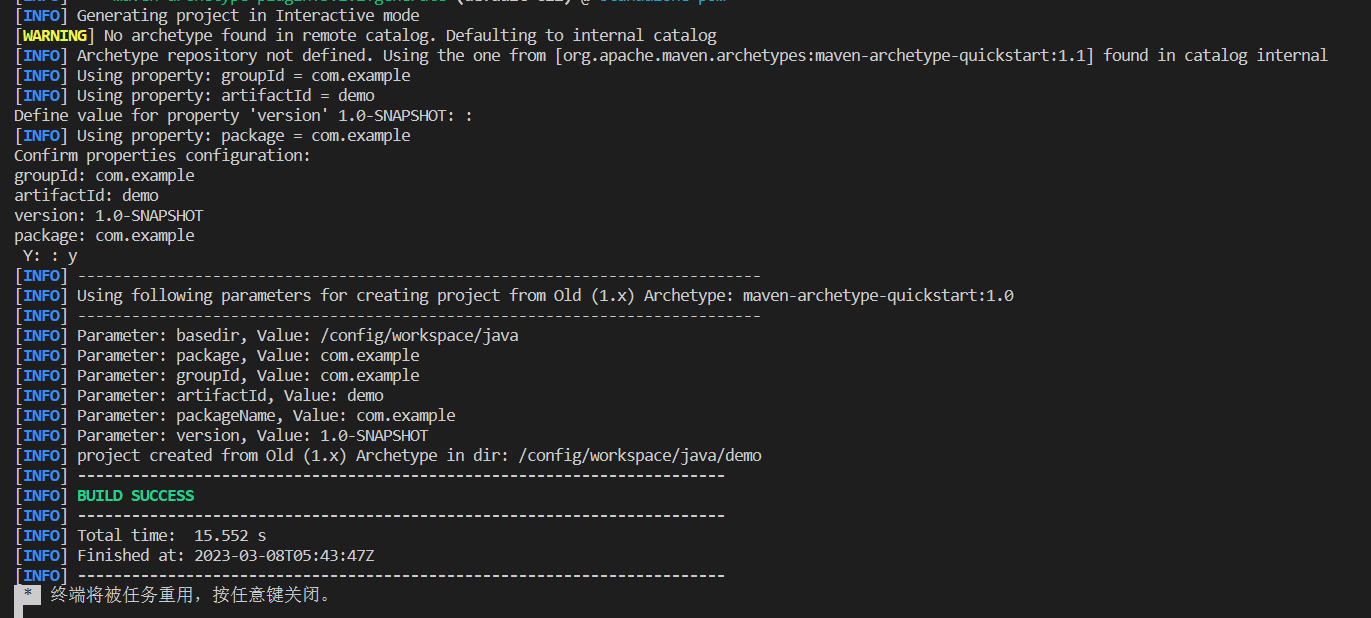 [INFO] Generating project in Interactive mode
[WARNING] No archetype found in remote catalog. Defaulting to internal catalog
[INFO] Archetype repository not defined. Using the one from [org.apache.maven.archetypes:maven-archetype-quickstart:1.1] found in catalog internal
[INFO] Using property: groupId = com.example
[INFO] Using property: artifactId = demo
Define value for property 'version' 1.0-SNAPSHOT: :
[INFO] Using property: package = com.example
Confirm properties configuration:
groupId: com.example
artifactId: demo
version: 1.0-SNAPSHOT
package: com.example
 Y: : y
[INFO] ----------------------------------------------------------------------------
[INFO] Using following parameters for creating project from Old (1.x) Archetype: maven-archetype-quickstart:1.0
[INFO] ----------------------------------------------------------------------------
[INFO] Parameter: basedir, Value: /config/workspace/java
[INFO] Parameter: package, Value: com.example
[INFO] Parameter: groupId, Value: com.example
[INFO] Parameter: artifactId, Value: demo
[INFO] Parameter: packageName, Value: com.example
[INFO] Parameter: version, Value: 1.0-SNAPSHOT
[INFO] project created from Old (1.x) Archetype in dir: /config/workspace/java/demo
[INFO] ------------------------------------------------------------------------
[INFO] BUILD SUCCESS
[INFO] ------------------------------------------------------------------------
[INFO] Total time:  15.552 s
[INFO] Finished at: 2023-03-08T05:43:47Z
[INFO] ------------------------------------------------------------------------
* 终端将被任务重用，按任意键关闭。